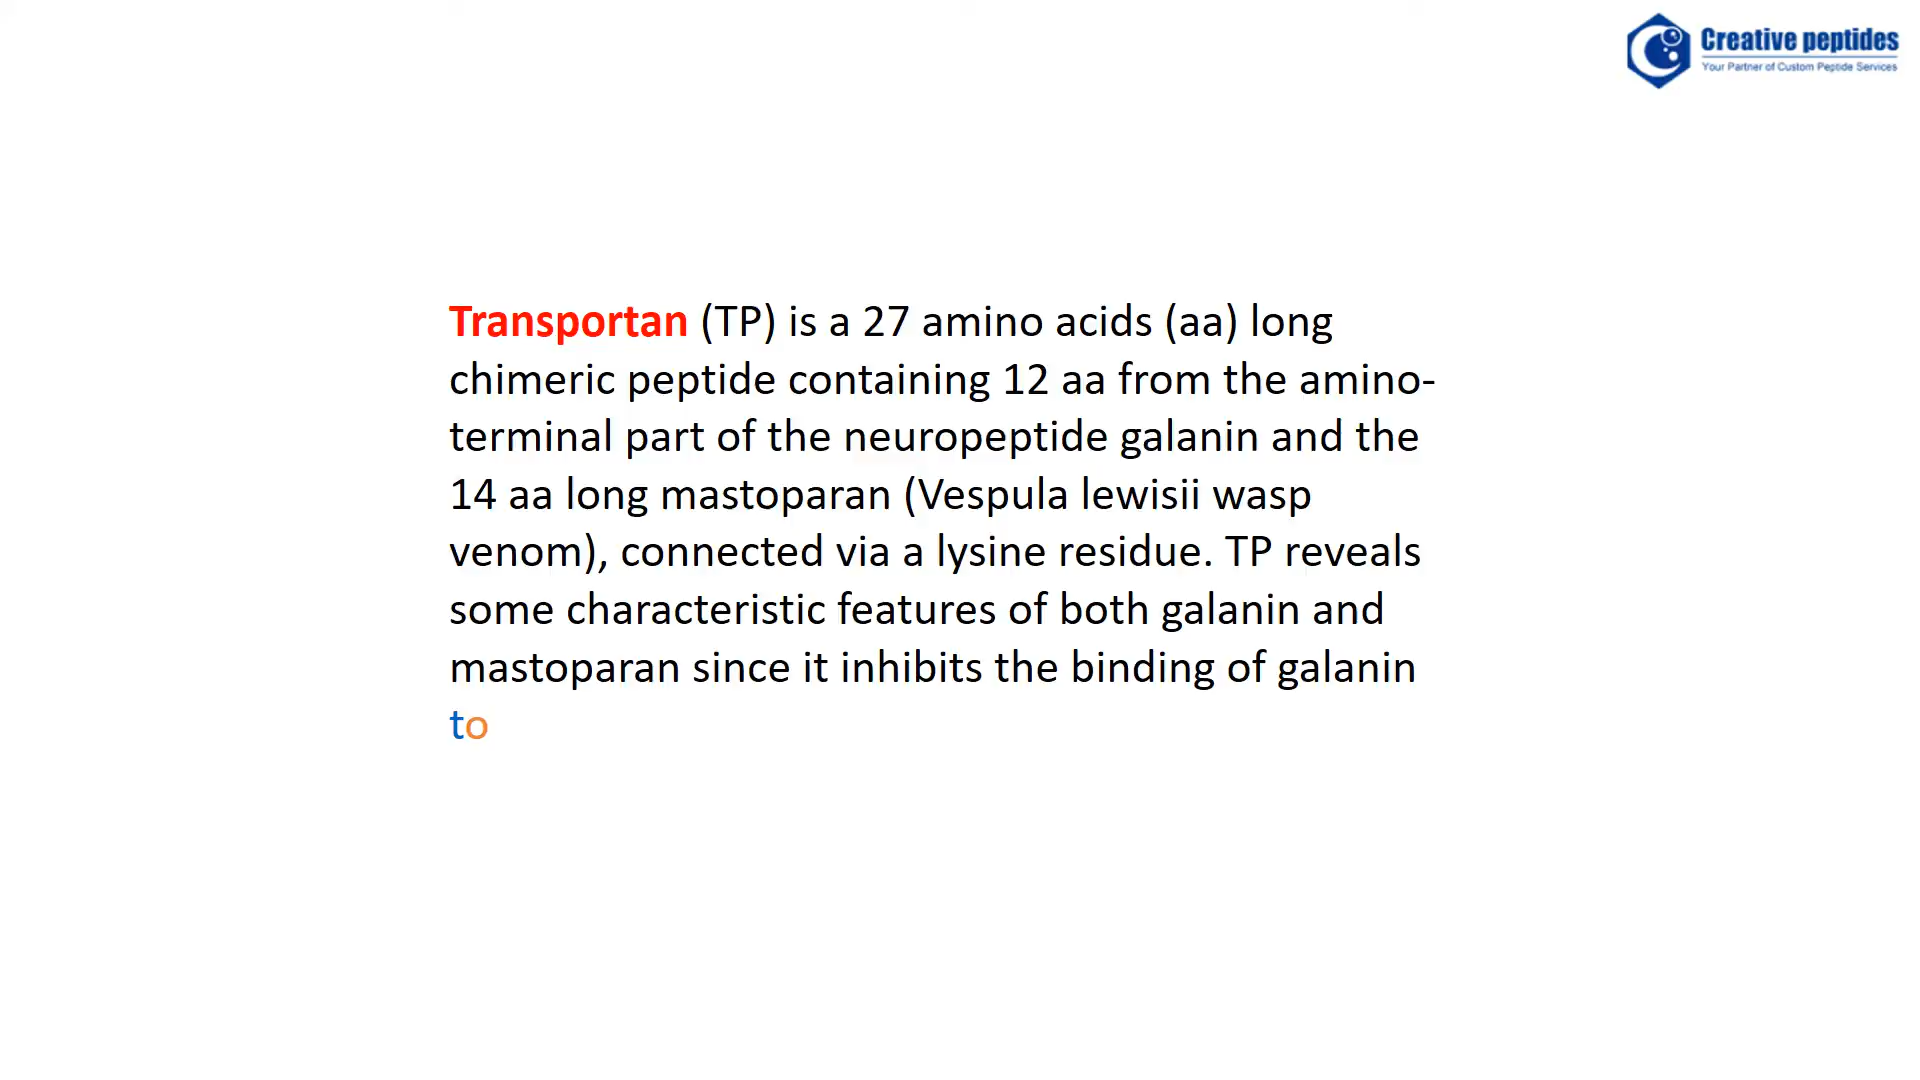 Creative peptides
Your Partner of Custom Peptide Services
Transportan (TP) is a 27 amino acids (aa) long
chimeric peptide containing 12 aa from the amino-
terminal part of the neuropeptide galanin and the
14 aa long mastoparan (Vespula lewisii wasp
venom), connected via a lysine residue. TP reveals
some characteristic features of both galanin and
mastoparan since it inhibits the binding of galanin
to